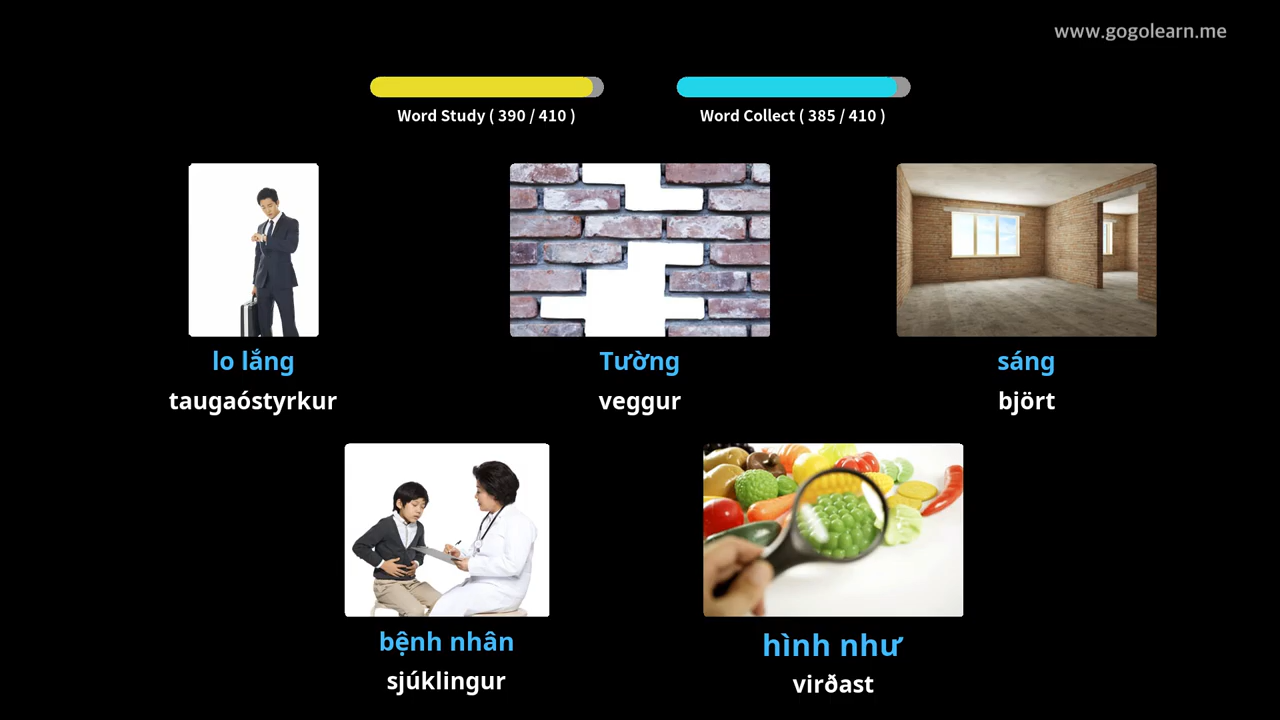 www.gogolearn.me
Word Study ( 390 / 410 )
Word Collect ( 385 / 410 )
lo lắng
taugaóstyrkur
Tường
veggur
sáng
björt
bệnh nhân
sjúklingur
hình như
virðast